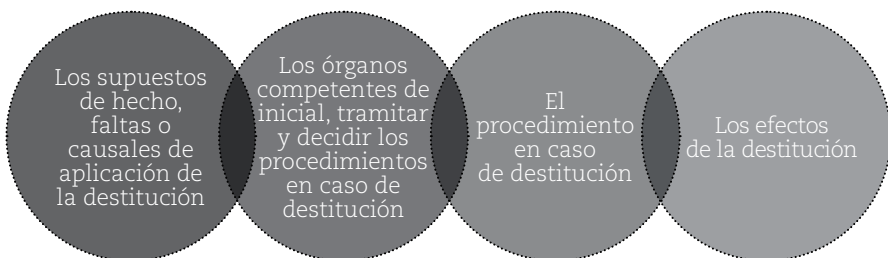 Los supuestos
de hecho,
faltas o
causales de
aplicación de
la destitución
Los órganos
competentes de
inicial, tramitar
y decidir los
procedimientos
en caso de
destitución
El
procedimiento
en caso
de destitución
Los efectos
de la destitución